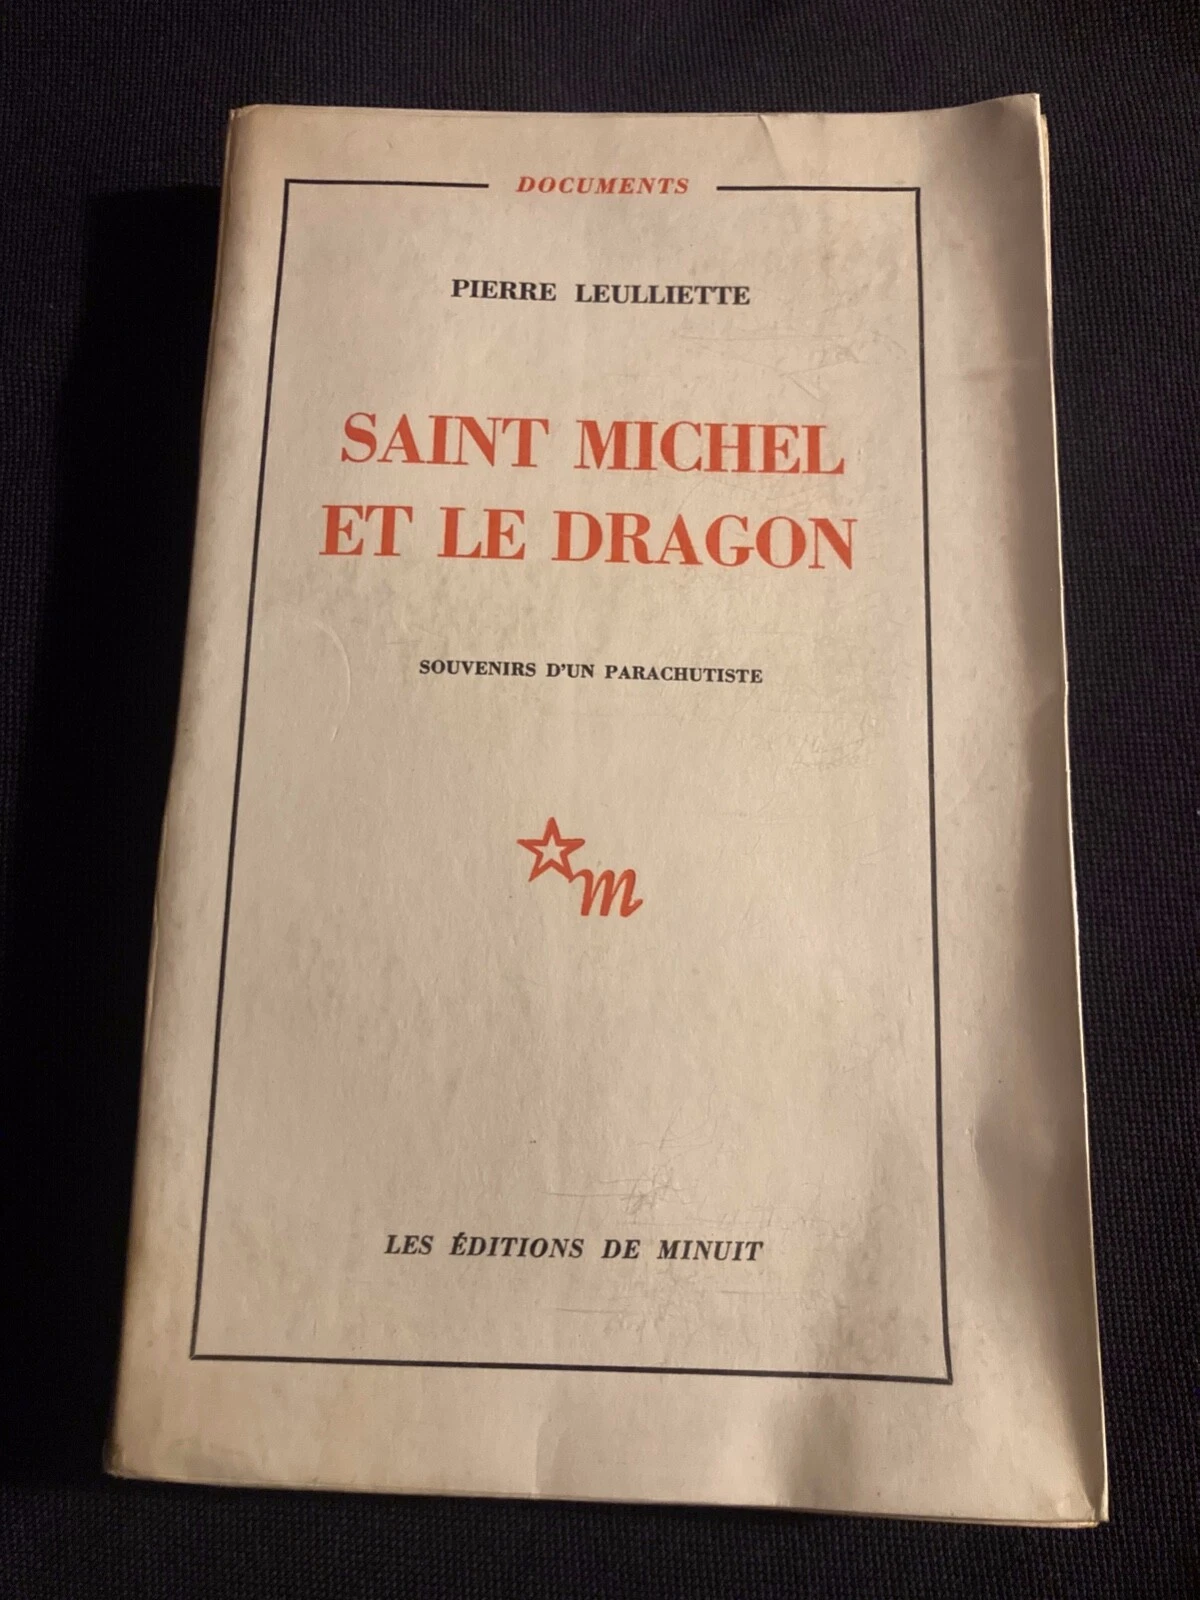 DOCUMENTS
PIERRE LEULLIETTE
SAINT MICHEL
ET LE DRAGON
SOUVENIRS D'UN PARACHUTISTE
m
LES ÉDITIONS DE MINUIT